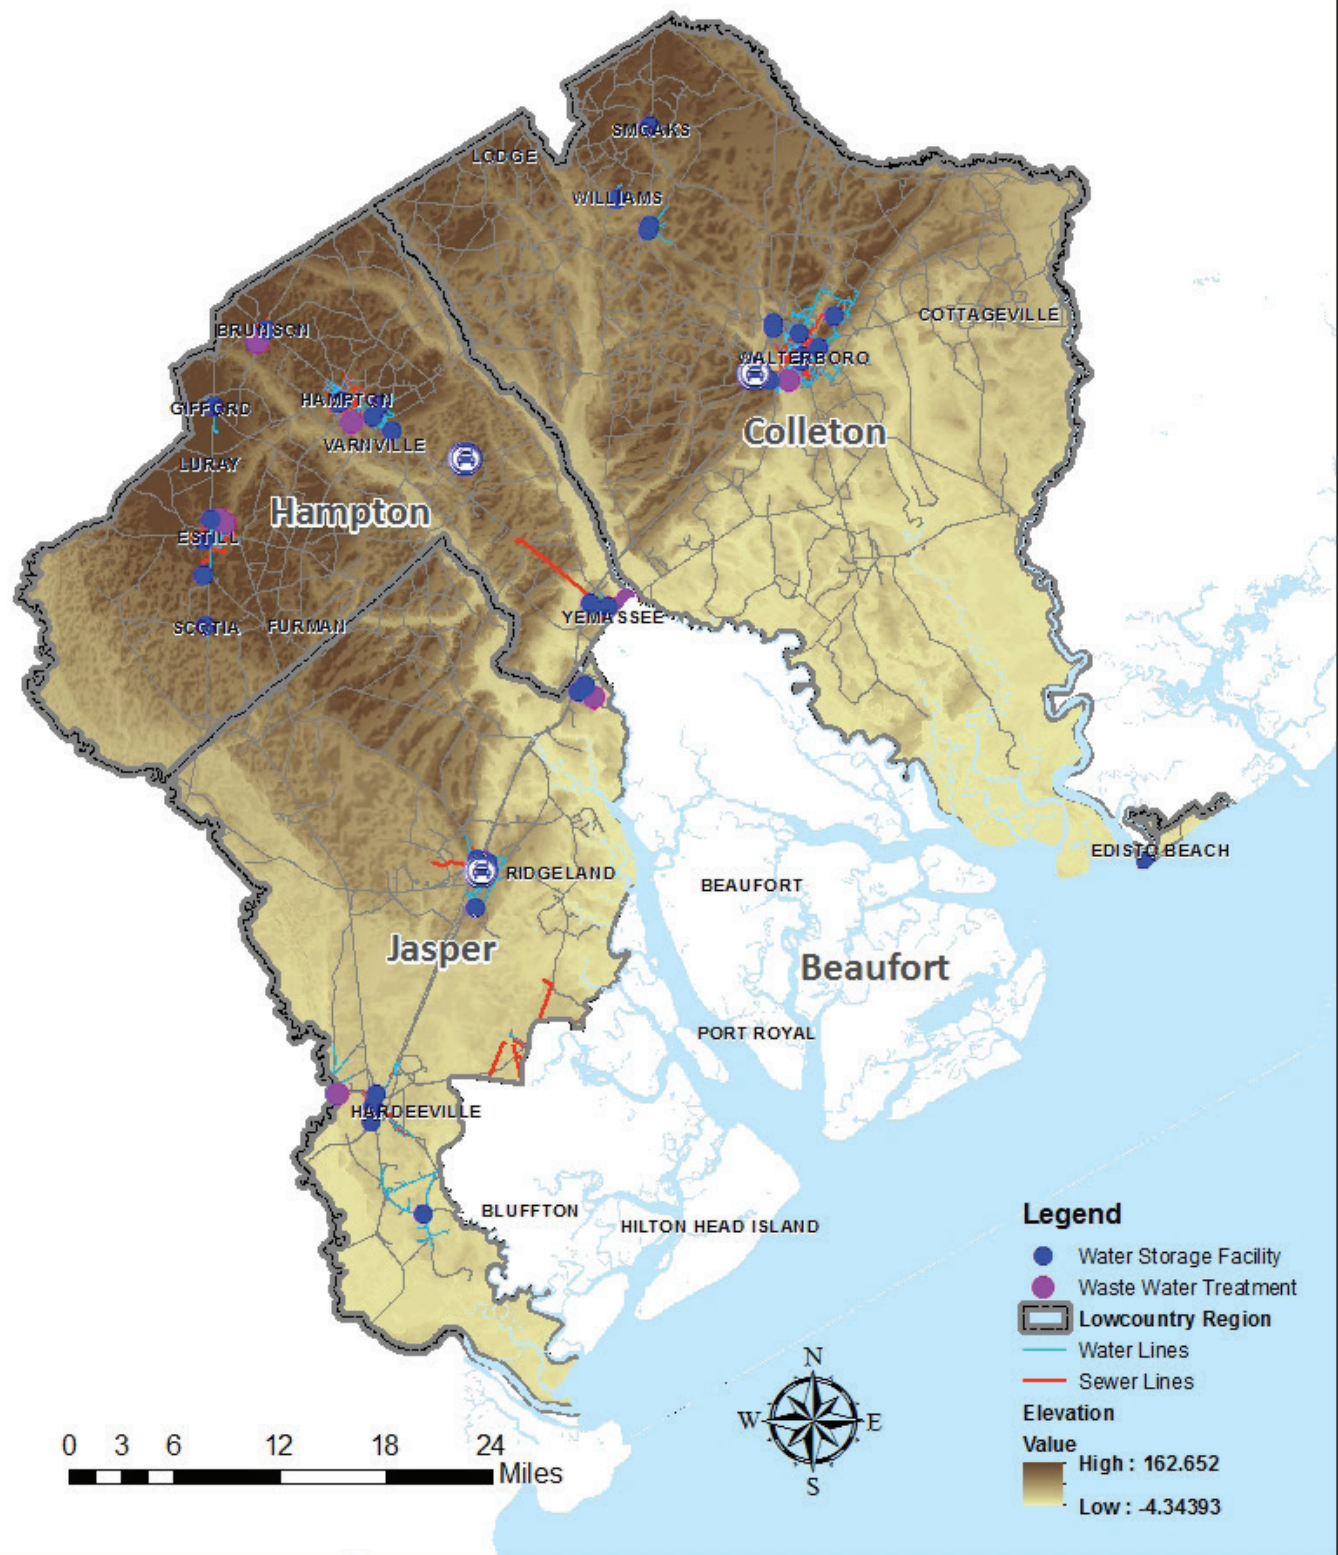 SMOAKS
LODGE
WILLIAMS
COTTAGEVILLE
BRUNSON
WALTERBORO
HAMPTON
GIFFORD
Colleton
VARNVILLE
LURAY
Hampton
ESTILL
YEMASSEE
SCOTIA
FURMAN
EDISTO BEACH
RIDGELAND
BEAUFORT
Jasper
Beaufort
PORT ROYAL
HARDEEVILLE
BLUFFTON
HILTON HEAD ISLAND
Legend
Water Storage Facility
Waste Water Treatment
Lowcountry Region
Water Lines
Sewer Lines
Elevation
Value
High : 162.652
Low : -4.34393
N
W E
S
0 3 6 12 18 24
Miles